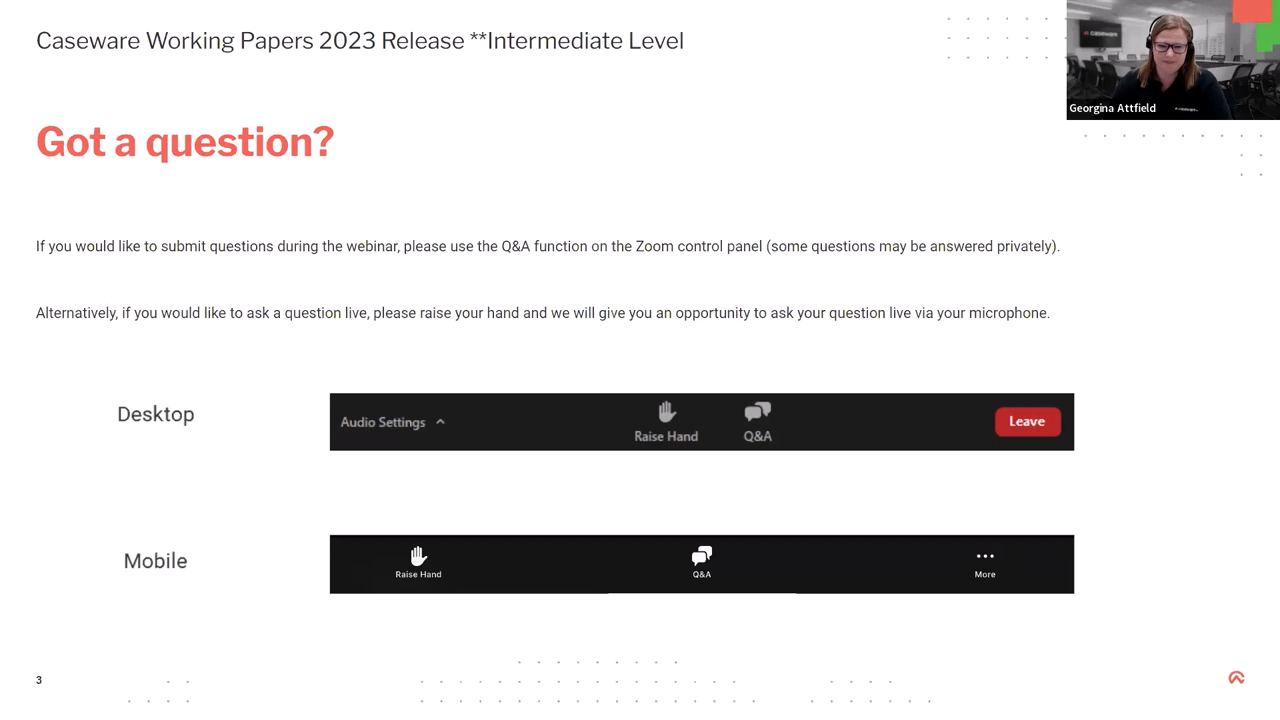 Caseware Working Papers 2023 Release **Intermediate Level
Georgina Attfield
Got a question?
If you would like to submit questions during the webinar, please use the Q&A function on the Zoom control panel (some questions may be answered privately).
Alternatively, if you would like to ask a question live, please raise your hand and we will give you an opportunity to ask your question live via your microphone.
Desktop
Audio Settings
Raise Hand
Q&A
Leave
Mobile
Raise Hand
Q&A
More
3